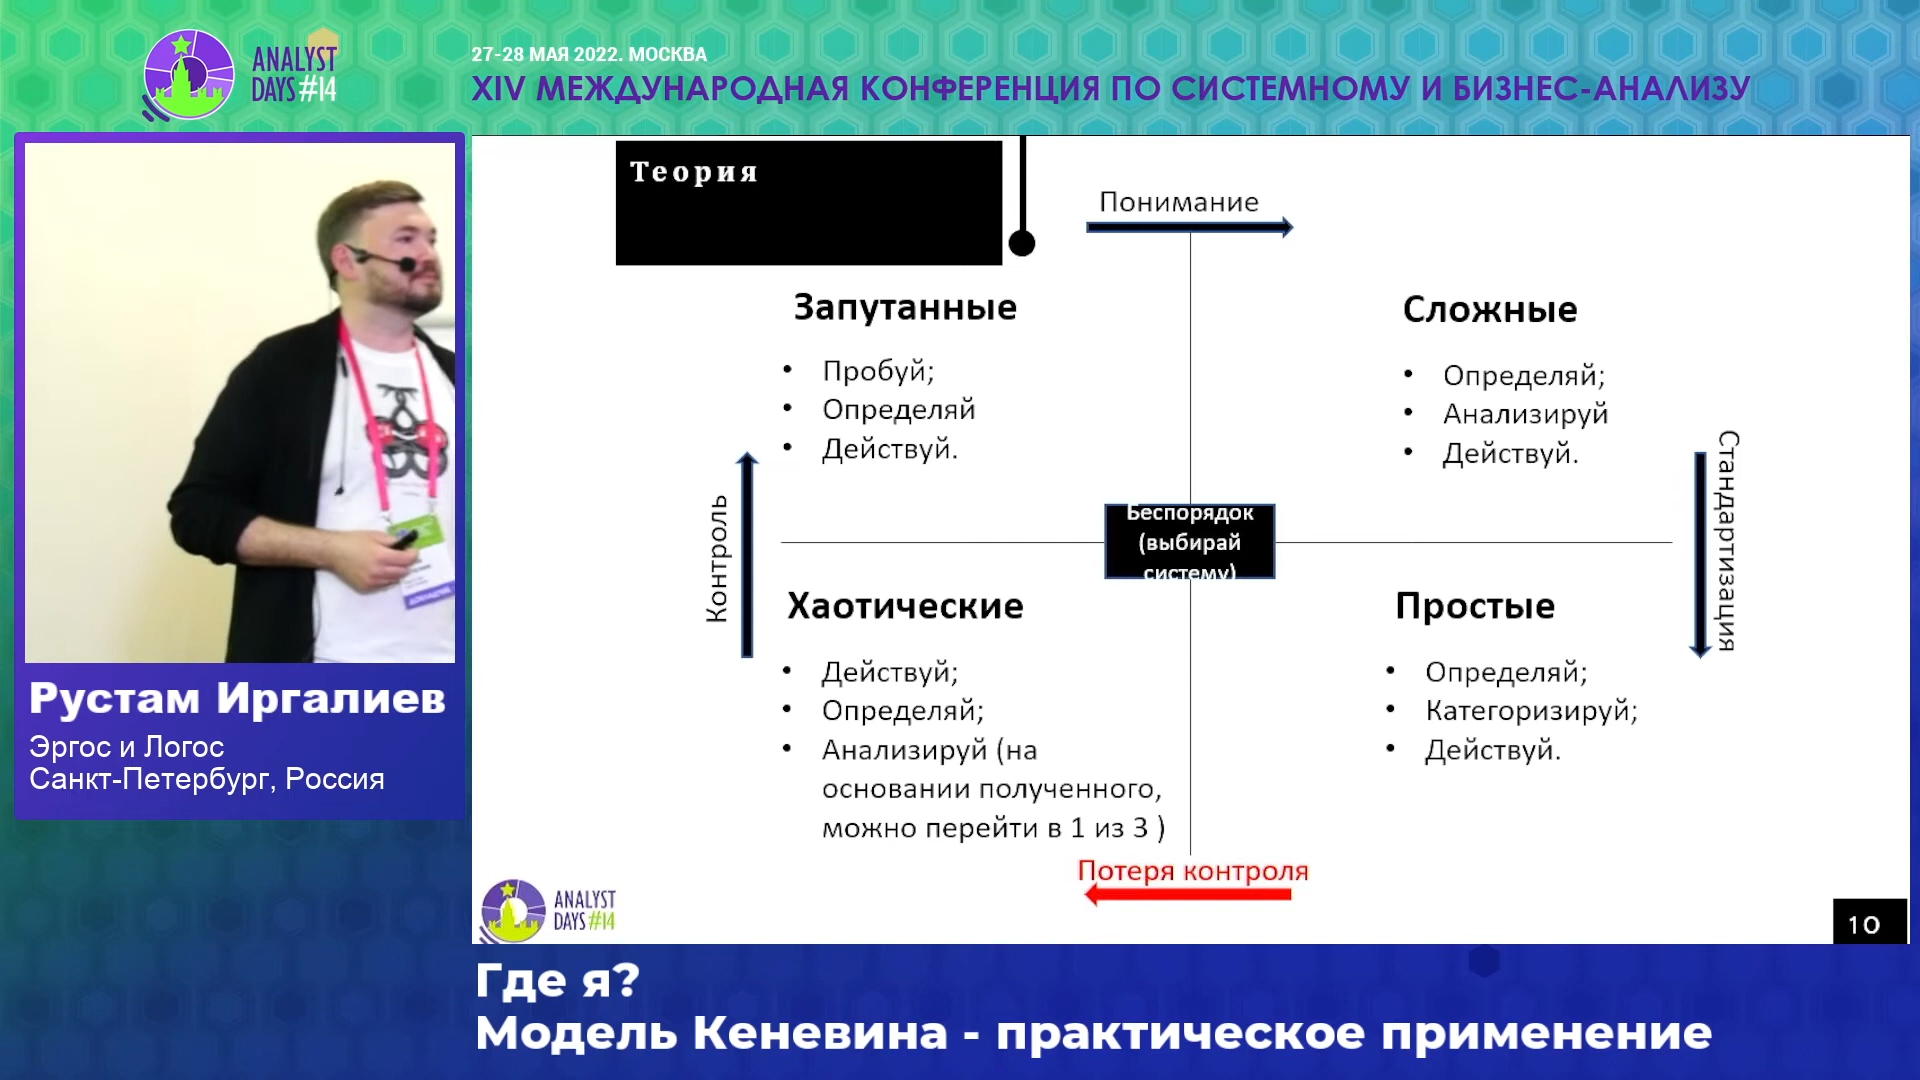 ANALYST
DAYS #14
27-28 МАЯ 2022. МОСКВА
XIV МЕЖДУНАРОДНАЯ КОНФЕРЕНЦИЯ ПО СИСТЕМНОМУ И БИЗНЕС-АНАЛИЗУ
Рустам Иргалиев
Эргос и Логос
Санкт-Петербург, Россия
Теория
Понимание
Запутанные
• Пробуй;
• Определяй
• Действуй.
Сложные
• Определяй;
• Анализируй
• Действуй.
Контроль
Стандартизация
Беспорядок
(выбирай
систему)
Хаотические
• Действуй;
• Определяй;
• Анализируй (на
основании полученного,
можно перейти в 1 из 3 )
Простые
• Определяй;
• Категоризируй;
• Действуй.
Потеря контроля
ANALYST
DAYS #14
10
Где я?
Модель Кеневина - практическое применение